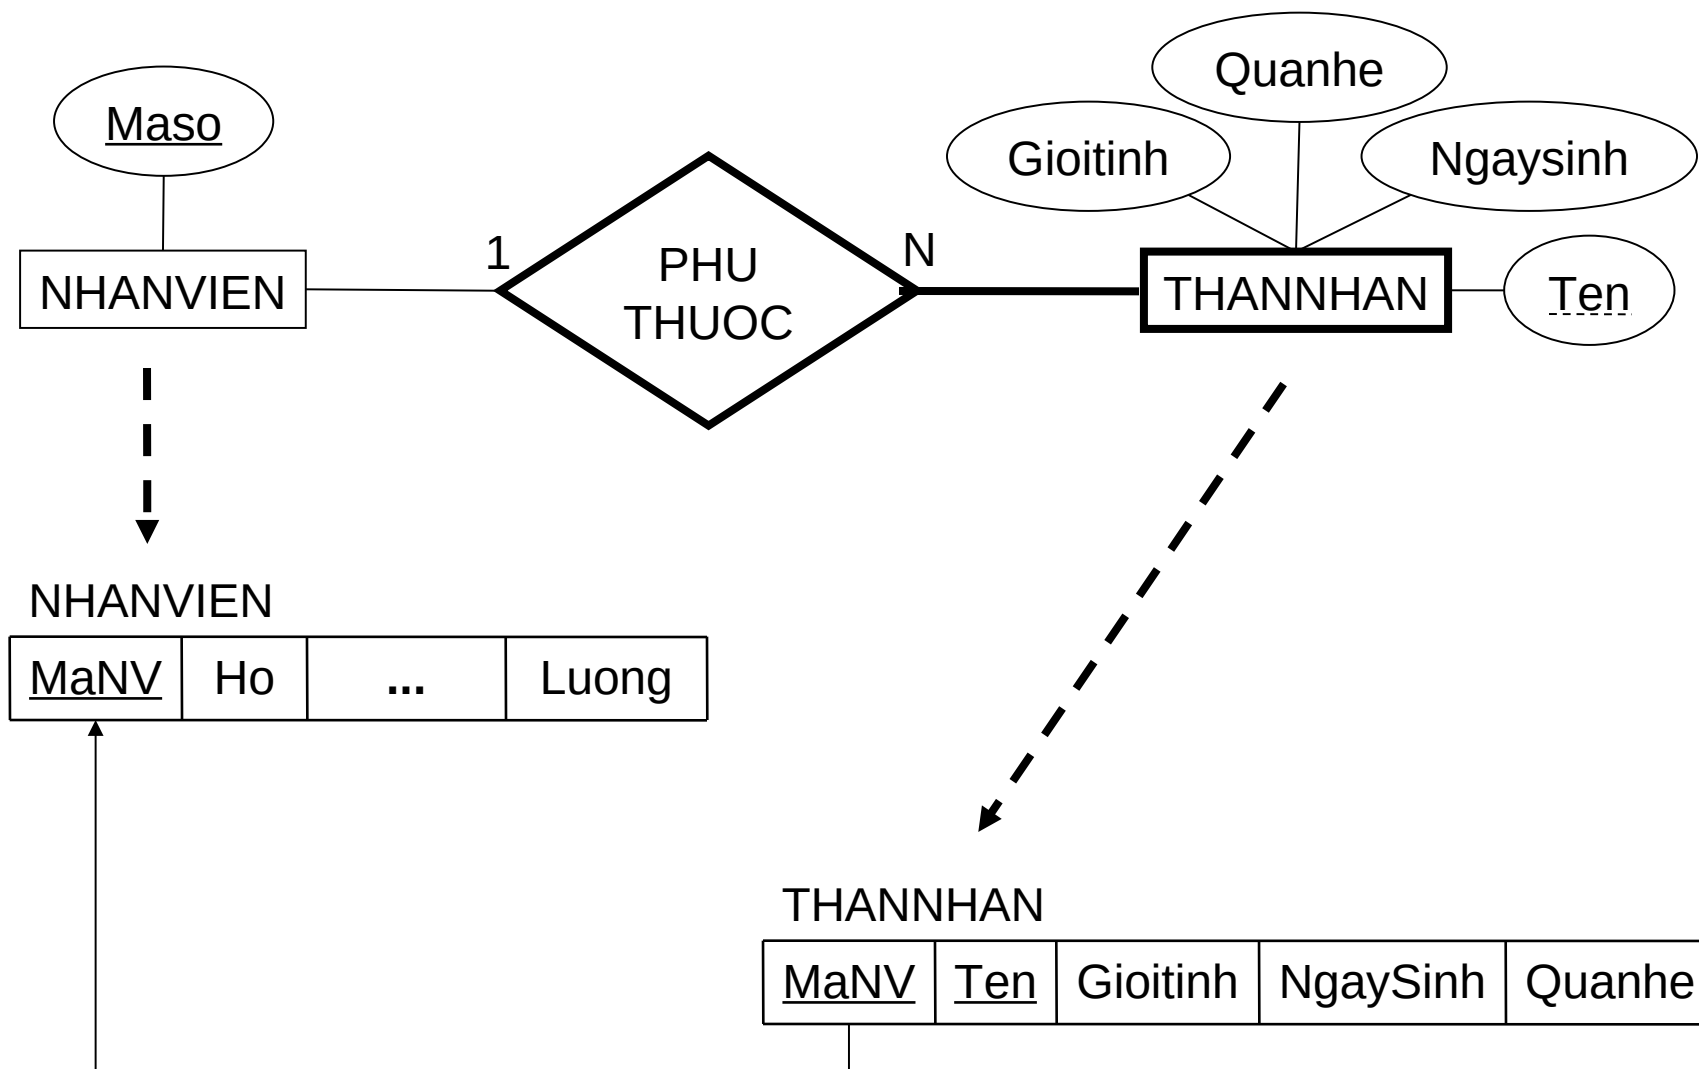 Quanhe
Maso
Gioitinh
Ngaysinh
1
N
NHANVIEN
PHU
THUOC
THANNHAN
Ten
NHANVIEN
MaNV Ho ... Luong
THANNHAN
MaNV Ten Gioitinh NgaySinh Quanhe